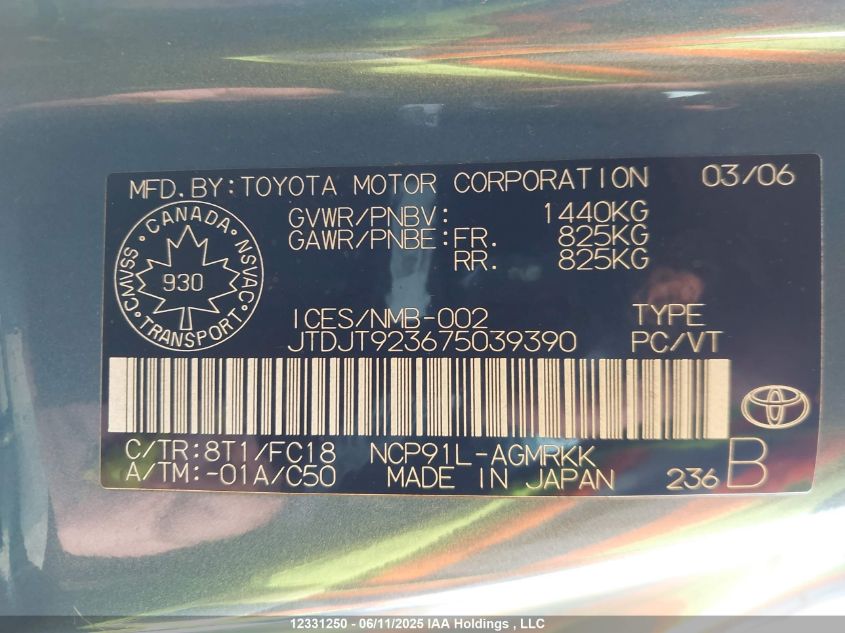 MFD.BY:TOYOTA MOTOR CORPORATION 03/06
GVWR/PNBV: 1440KG
GAWR/PNBE:FR. 825KG
RR. 825KG
CANADA
CMVSS 930 NSVAC
TRANSPORT
ICES/NMB-002 TYPE
JTDJT923675039390 PC/VT
C/TR:8T1/FC18 NCP91L-AGMRKK
A/TM:-01A/C50 MADE IN JAPAN 236 B
12331250 - 06/11/2025 IAA Holdings , LLC